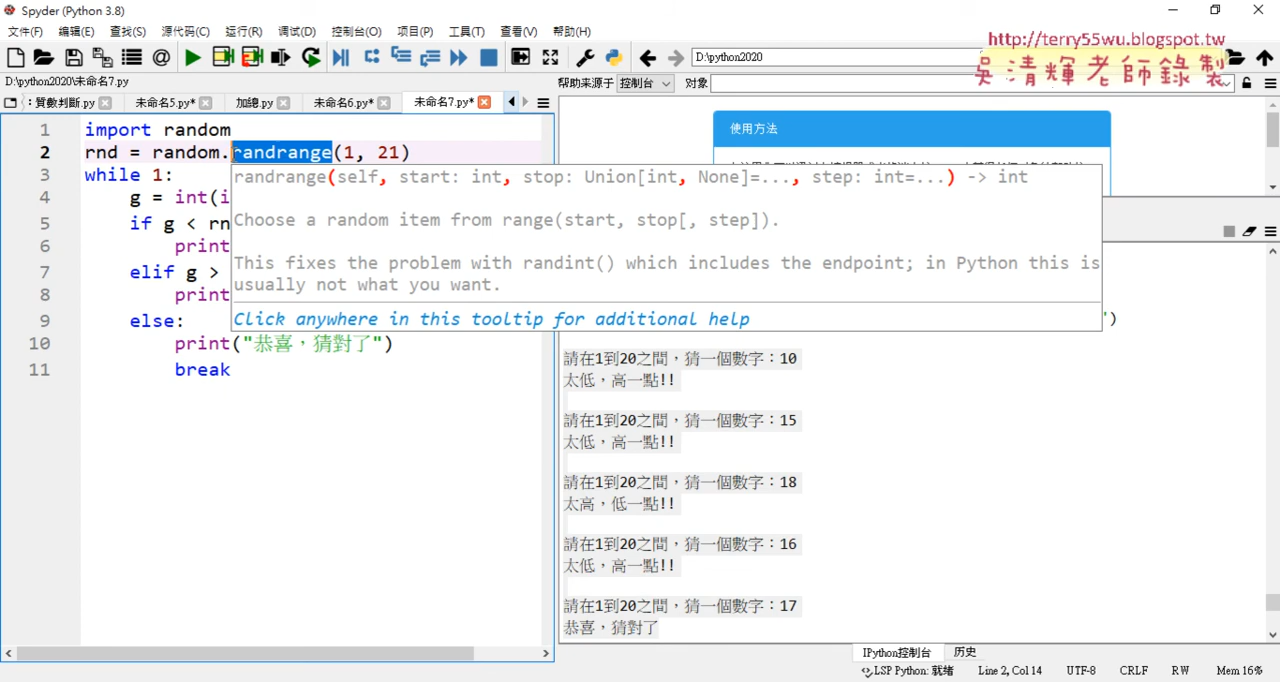 Spyder (Python 3.8)
文件(F) 编辑(E) 查找(S) 源代码(C) 运行(R) 调试(D) 控制台(O) 项目(P) 工具(T) 查看(V) 帮助(H)
http://terry55wu.blogspot.tw
吳清輝老師錄製
D:\python2020
D:\python2020\未命名7.py
帮助来源于 控制台 对象
質數判斷.py 未命名5.py* 加總.py 未命名6.py* 未命名7.py*
使用方法
1 import random
2 rnd = random.randrange(1, 21)
3 while 1:
4 g = int(i
5 if g < rn
6 print
7 elif g >
8 print
9 else:
10 print("恭喜，猜對了")
11 break
randrange(self, start: int, stop: Union[int, None]=..., step: int=...) -> int
Choose a random item from range(start, stop[, step]).
This fixes the problem with randint() which includes the endpoint; in Python this is
usually not what you want.
Click anywhere in this tooltip for additional help
')
請在1到20之間，猜一個數字：10
太低，高一點!!
請在1到20之間，猜一個數字：15
太低，高一點!!
請在1到20之間，猜一個數字：18
太高，低一點!!
請在1到20之間，猜一個數字：16
太低，高一點!!
請在1到20之間，猜一個數字：17
恭喜，猜對了
IPython控制台 历史
LSP Python: 就绪 Line 2, Col 14 UTF-8 CRLF RW Mem 16%